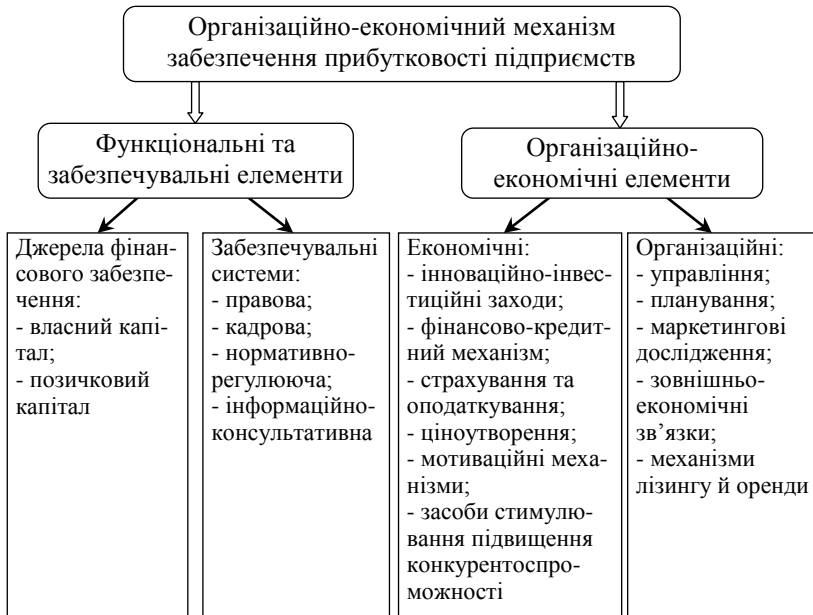 Організаційно-економічний механізм
забезпечення прибутковості підприємств
Функціональні та
забезпечувальні елементи
Організаційно-
економічні елементи
Джерела фінан-
сового забезпе-
чення:
- власний капі-
тал;
- позичковий
капітал
Забезпечувальні
системи:
- правова;
- кадрова;
- нормативно-
регулююча;
- інформаційно-
консультативна
Економічні:
- інноваційно-інвес-
тиційні заходи;
- фінансово-кредит-
ний механізм;
- страхування та
оподаткування;
- ціноутворення;
- мотиваційні меха-
нізми;
- засоби стимулю-
вання підвищення
конкурентоспро-
можності
Організаційні:
- управління;
- планування;
- маркетингові
дослідження;
- зовнішньо-
економічні
зв’язки;
- механізми
лізингу й оренди